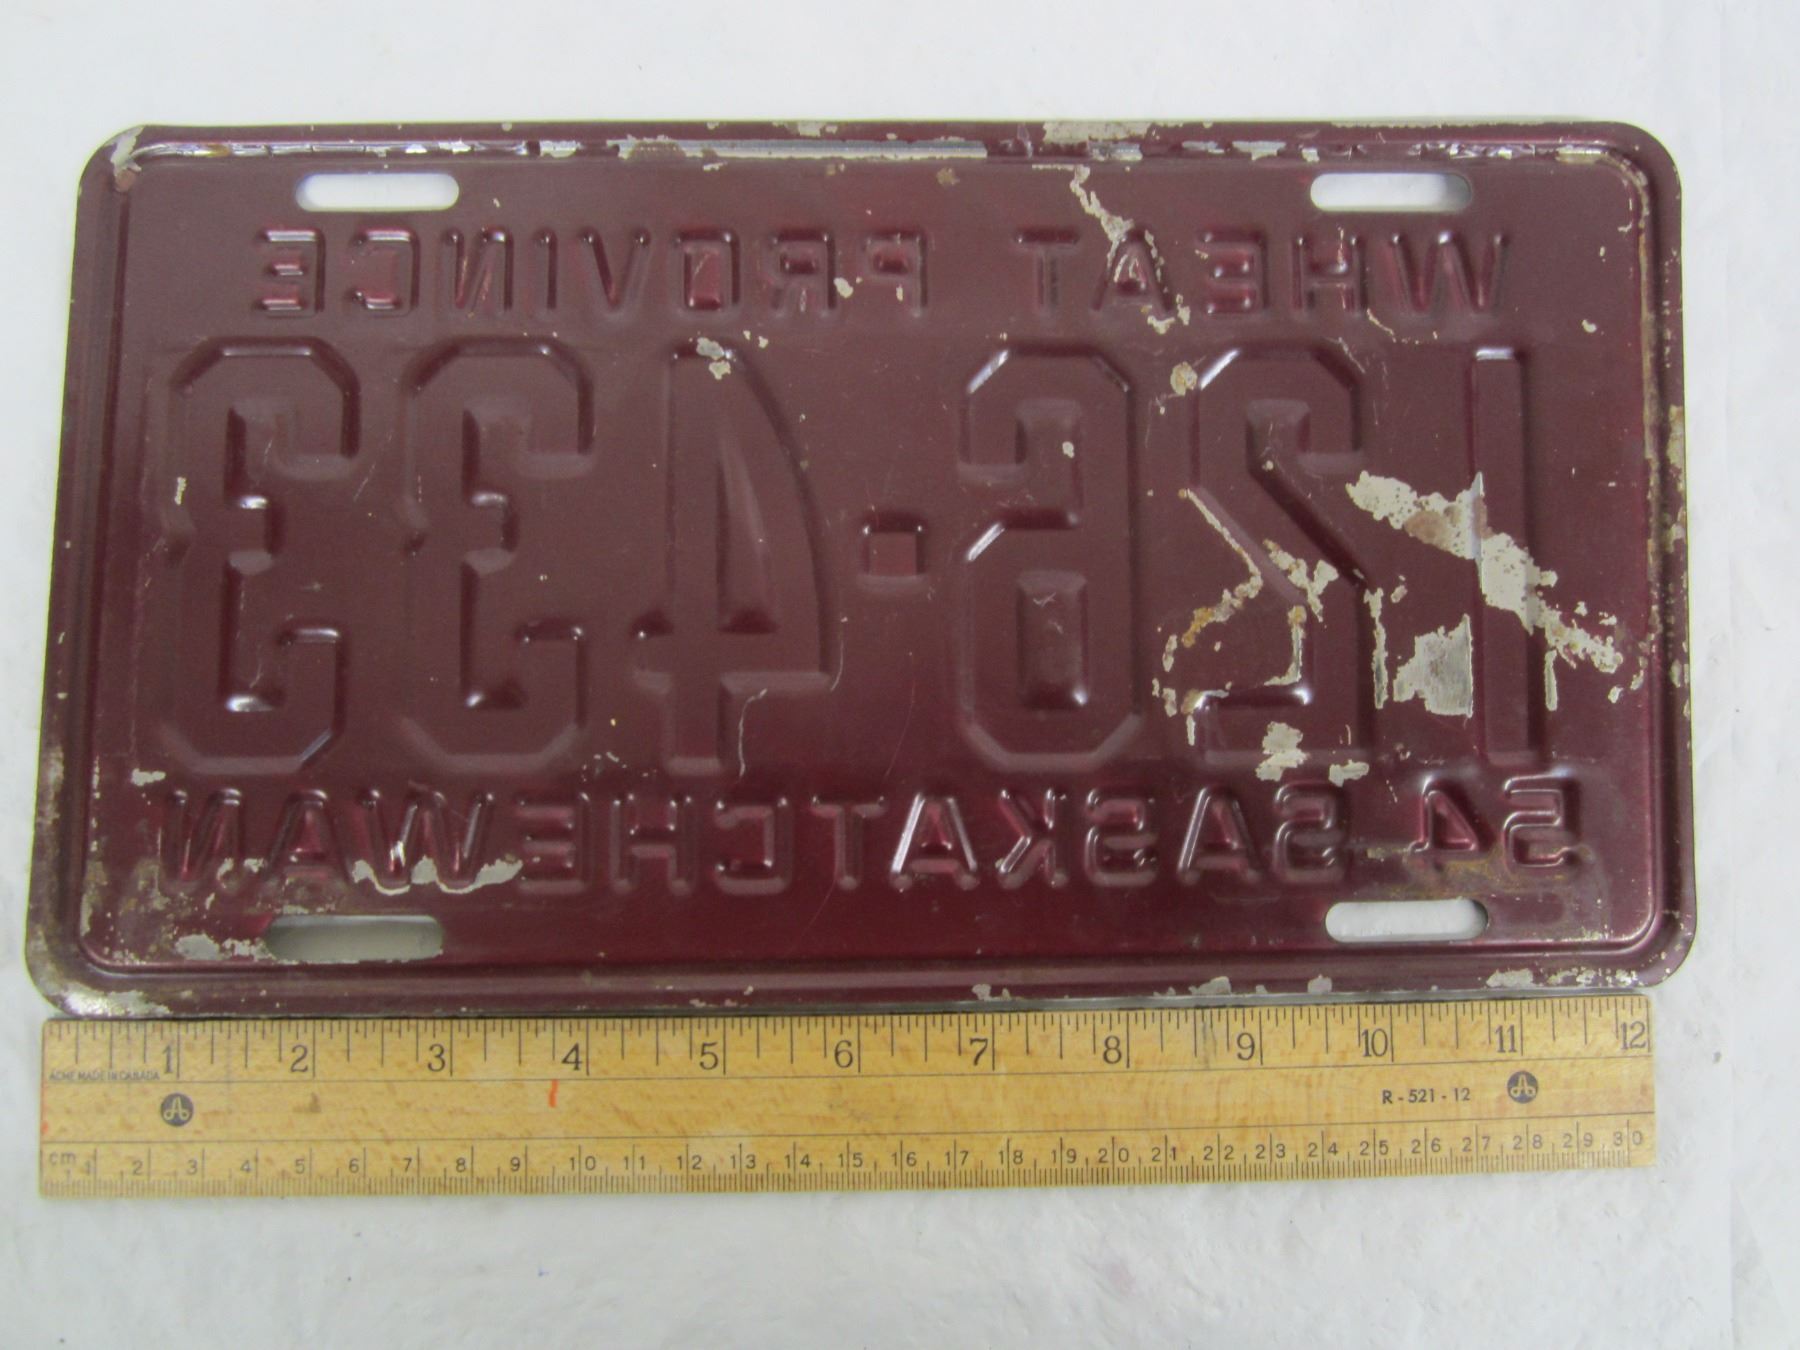 WHEAT PROVINCE
126-433
54 SASKATCHEWAN
1 2 3 4 5 6 7 8 9 10 11 12
ACME MADE IN CANADA
R-521-12
cm 1 2 3 4 5 6 7 8 9 10 11 12 13 14 15 16 17 18 19 20 21 22 23 24 25 26 27 28 29 30